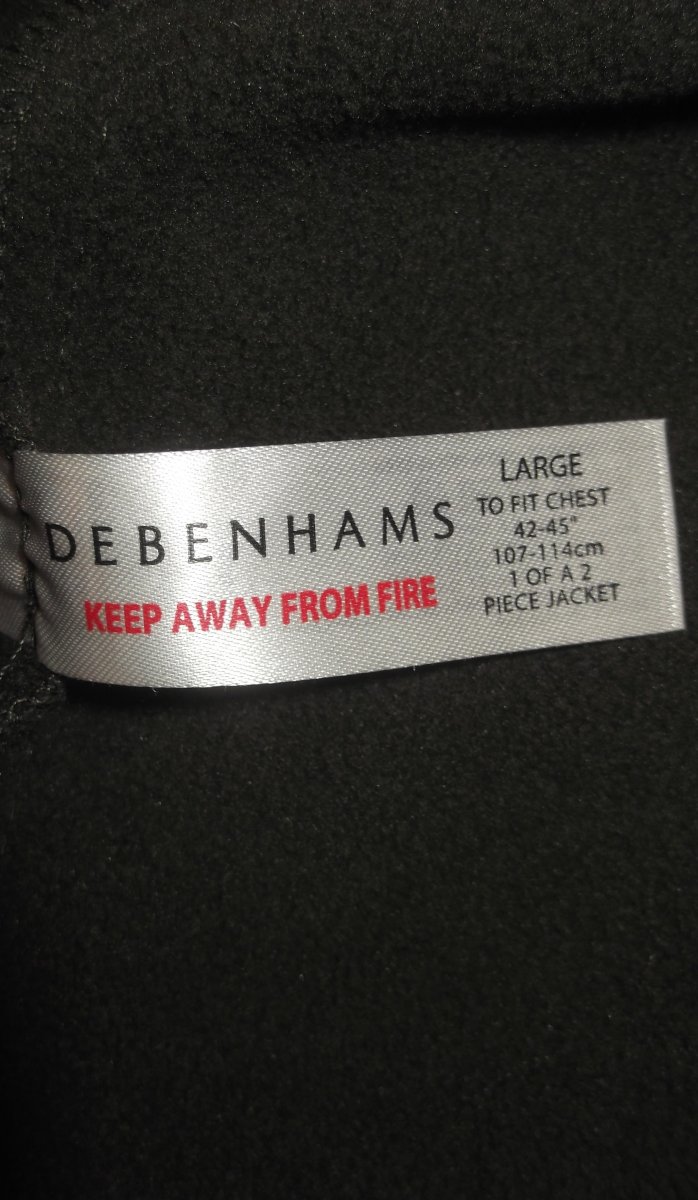 DEBENHAMS
KEEP AWAY FROM FIRE
LARGE
TO FIT CHEST
42-45"
107-114cm
1 OF A 2
PIECE JACKET